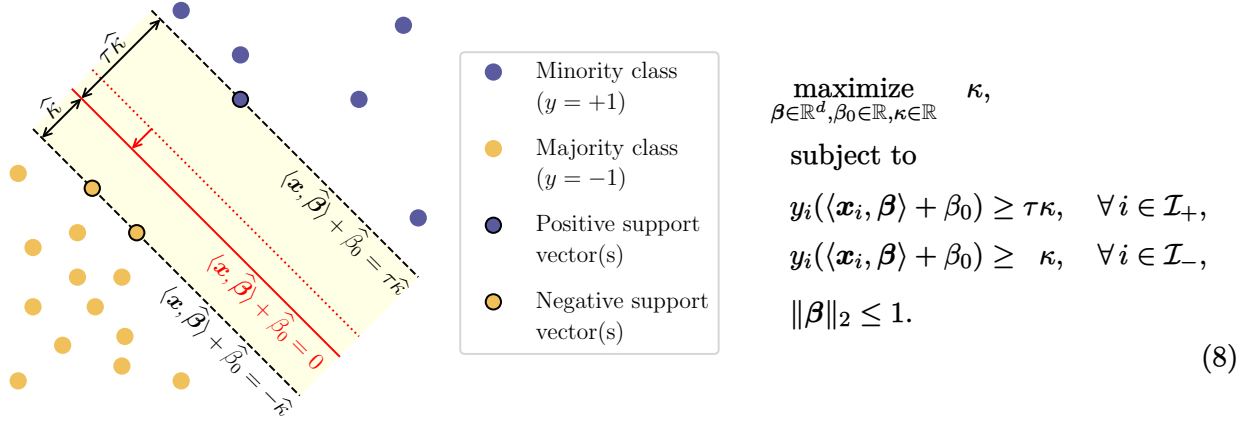 τκ̂
κ̂
⟨x, β̂⟩ + β̂₀ = τκ̂
⟨x, β̂⟩ + β̂₀ = 0
⟨x, β̂⟩ + β̂₀ = −κ̂
Minority class
(y = +1)
Majority class
(y = −1)
Positive support
vector(s)
Negative support
vector(s)
maximize κ,
β∈ℝᵈ,β₀∈ℝ,κ∈ℝ
subject to
yᵢ(⟨xᵢ, β⟩ + β₀) ≥ τκ, ∀ i ∈ 𝓘₊,
yᵢ(⟨xᵢ, β⟩ + β₀) ≥ κ, ∀ i ∈ 𝓘₋,
‖β‖₂ ≤ 1.
(8)